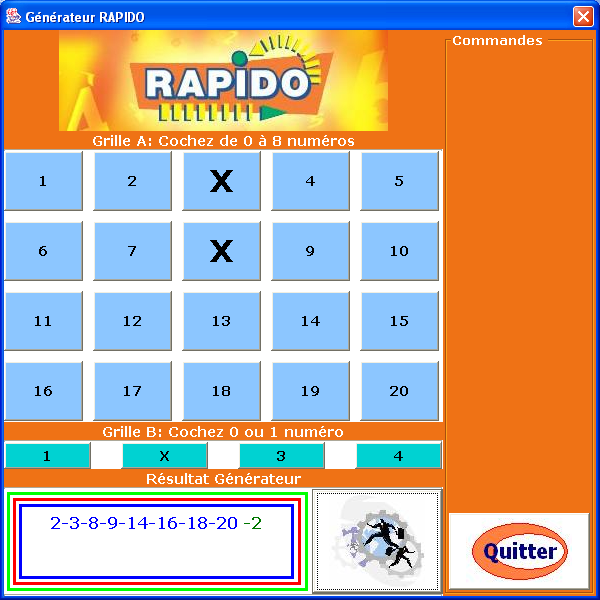 Générateur RAPIDO
Commandes
RAPIDO
Grille A: Cochez de 0 à 8 numéros
1 2 X 4 5
6 7 X 9 10
11 12 13 14 15
16 17 18 19 20
Grille B: Cochez 0 ou 1 numéro
1 X 3 4
Résultat Générateur
2-3-8-9-14-16-18-20 -2
Quitter